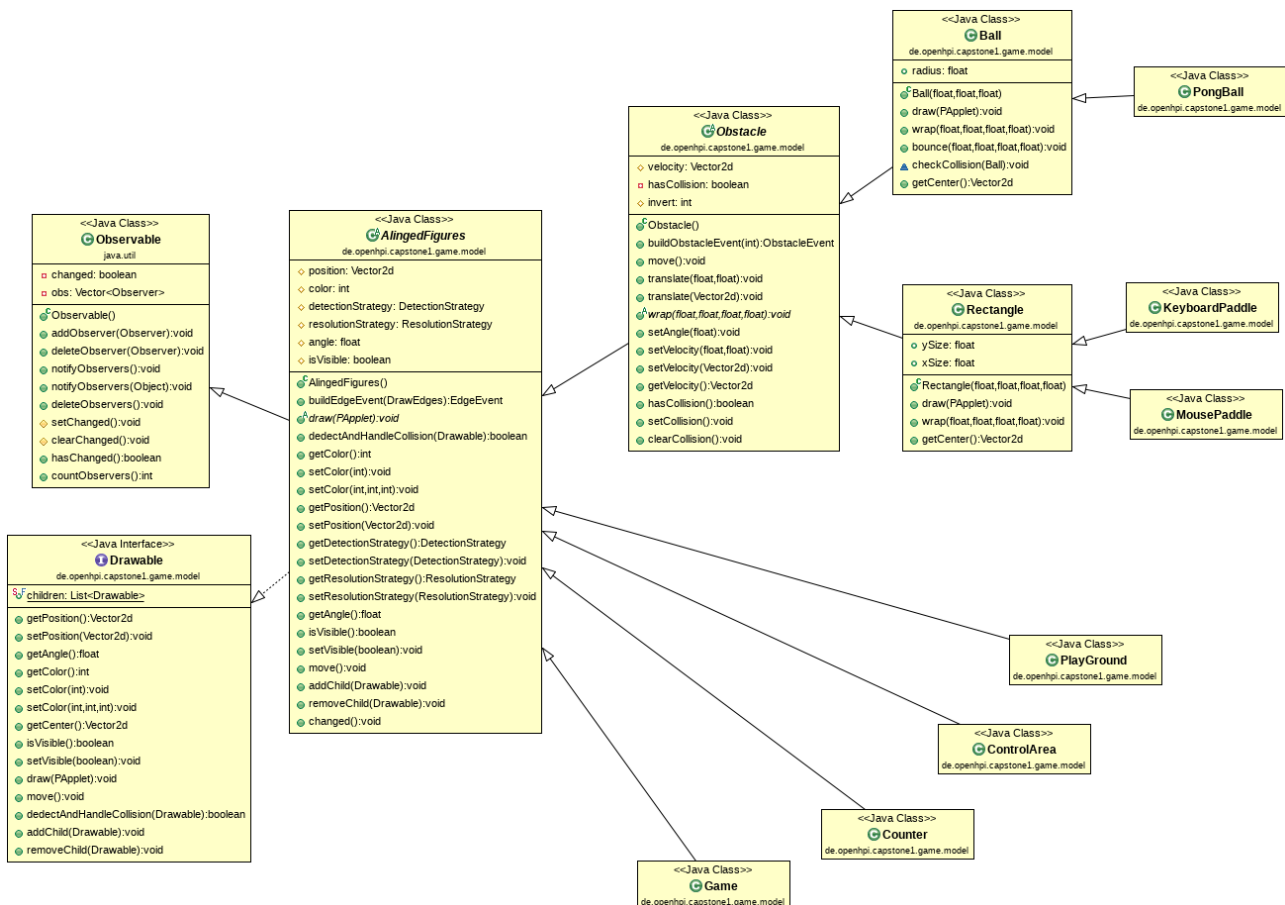 <<Java Class>>
Ball
de.openhpi.capstone1.game.model
radius: float
Ball(float,float,float)
draw(PApplet):void
wrap(float,float,float,float):void
bounce(float,float,float,float):void
checkCollision(Ball):void
getCenter():Vector2d
<<Java Class>>
PongBall
de.openhpi.capstone1.game.model
<<Java Class>>
Obstacle
de.openhpi.capstone1.game.model
velocity: Vector2d
hasCollision: boolean
invert: int
Obstacle()
buildObstacleEvent(int):ObstacleEvent
move():void
translate(float,float):void
translate(Vector2d):void
wrap(float,float,float,float):void
setAngle(float):void
setVelocity(float,float):void
setVelocity(Vector2d):void
getVelocity():Vector2d
hasCollision():boolean
setCollision():void
clearCollision():void
<<Java Class>>
Observable
java.util
changed: boolean
obs: Vector<Observer>
Observable()
addObserver(Observer):void
deleteObserver(Observer):void
notifyObservers():void
notifyObservers(Object):void
deleteObservers():void
setChanged():void
clearChanged():void
hasChanged():boolean
countObservers():int
<<Java Class>>
AlingedFigures
de.openhpi.capstone1.game.model
position: Vector2d
color: int
detectionStrategy: DetectionStrategy
resolutionStrategy: ResolutionStrategy
angle: float
isVisible: boolean
AlingedFigures()
buildEdgeEvent(DrawEdges):EdgeEvent
draw(PApplet):void
dedectAndHandleCollision(Drawable):boolean
getColor():int
setColor(int):void
setColor(int,int,int):void
getPosition():Vector2d
setPosition(Vector2d):void
getDetectionStrategy():DetectionStrategy
setDetectionStrategy(DetectionStrategy):void
getResolutionStrategy():ResolutionStrategy
setResolutionStrategy(ResolutionStrategy):void
getAngle():float
isVisible():boolean
setVisible(boolean):void
move():void
addChild(Drawable):void
removeChild(Drawable):void
changed():void
<<Java Class>>
Rectangle
de.openhpi.capstone1.game.model
ySize: float
xSize: float
Rectangle(float,float,float,float)
draw(PApplet):void
wrap(float,float,float,float):void
getCenter():Vector2d
<<Java Class>>
KeyboardPaddle
de.openhpi.capstone1.game.model
<<Java Class>>
MousePaddle
de.openhpi.capstone1.game.model
<<Java Interface>>
Drawable
de.openhpi.capstone1.game.model
children: List<Drawable>
getPosition():Vector2d
setPosition(Vector2d):void
getAngle():float
getColor():int
setColor(int):void
setColor(int,int,int):void
getCenter():Vector2d
isVisible():boolean
setVisible(boolean):void
draw(PApplet):void
move():void
dedectAndHandleCollision(Drawable):boolean
addChild(Drawable):void
removeChild(Drawable):void
<<Java Class>>
PlayGround
de.openhpi.capstone1.game.model
<<Java Class>>
ControlArea
de.openhpi.capstone1.game.model
<<Java Class>>
Counter
de.openhpi.capstone1.game.model
<<Java Class>>
Game
de.openhpi.capstone1.game.model